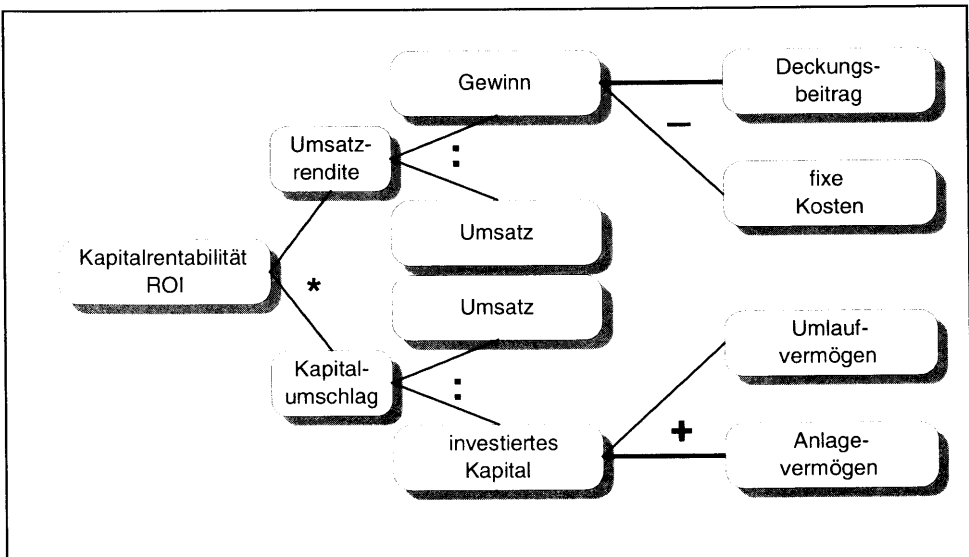 Gewinn
Deckungs-
beitrag
–
Umsatz-
rendite
:
fixe
Kosten
Umsatz
Kapitalrentabilität
ROI
*
Umsatz
Umlauf-
vermögen
Kapital-
umschlag
:
+
investiertes
Kapital
Anlage-
vermögen